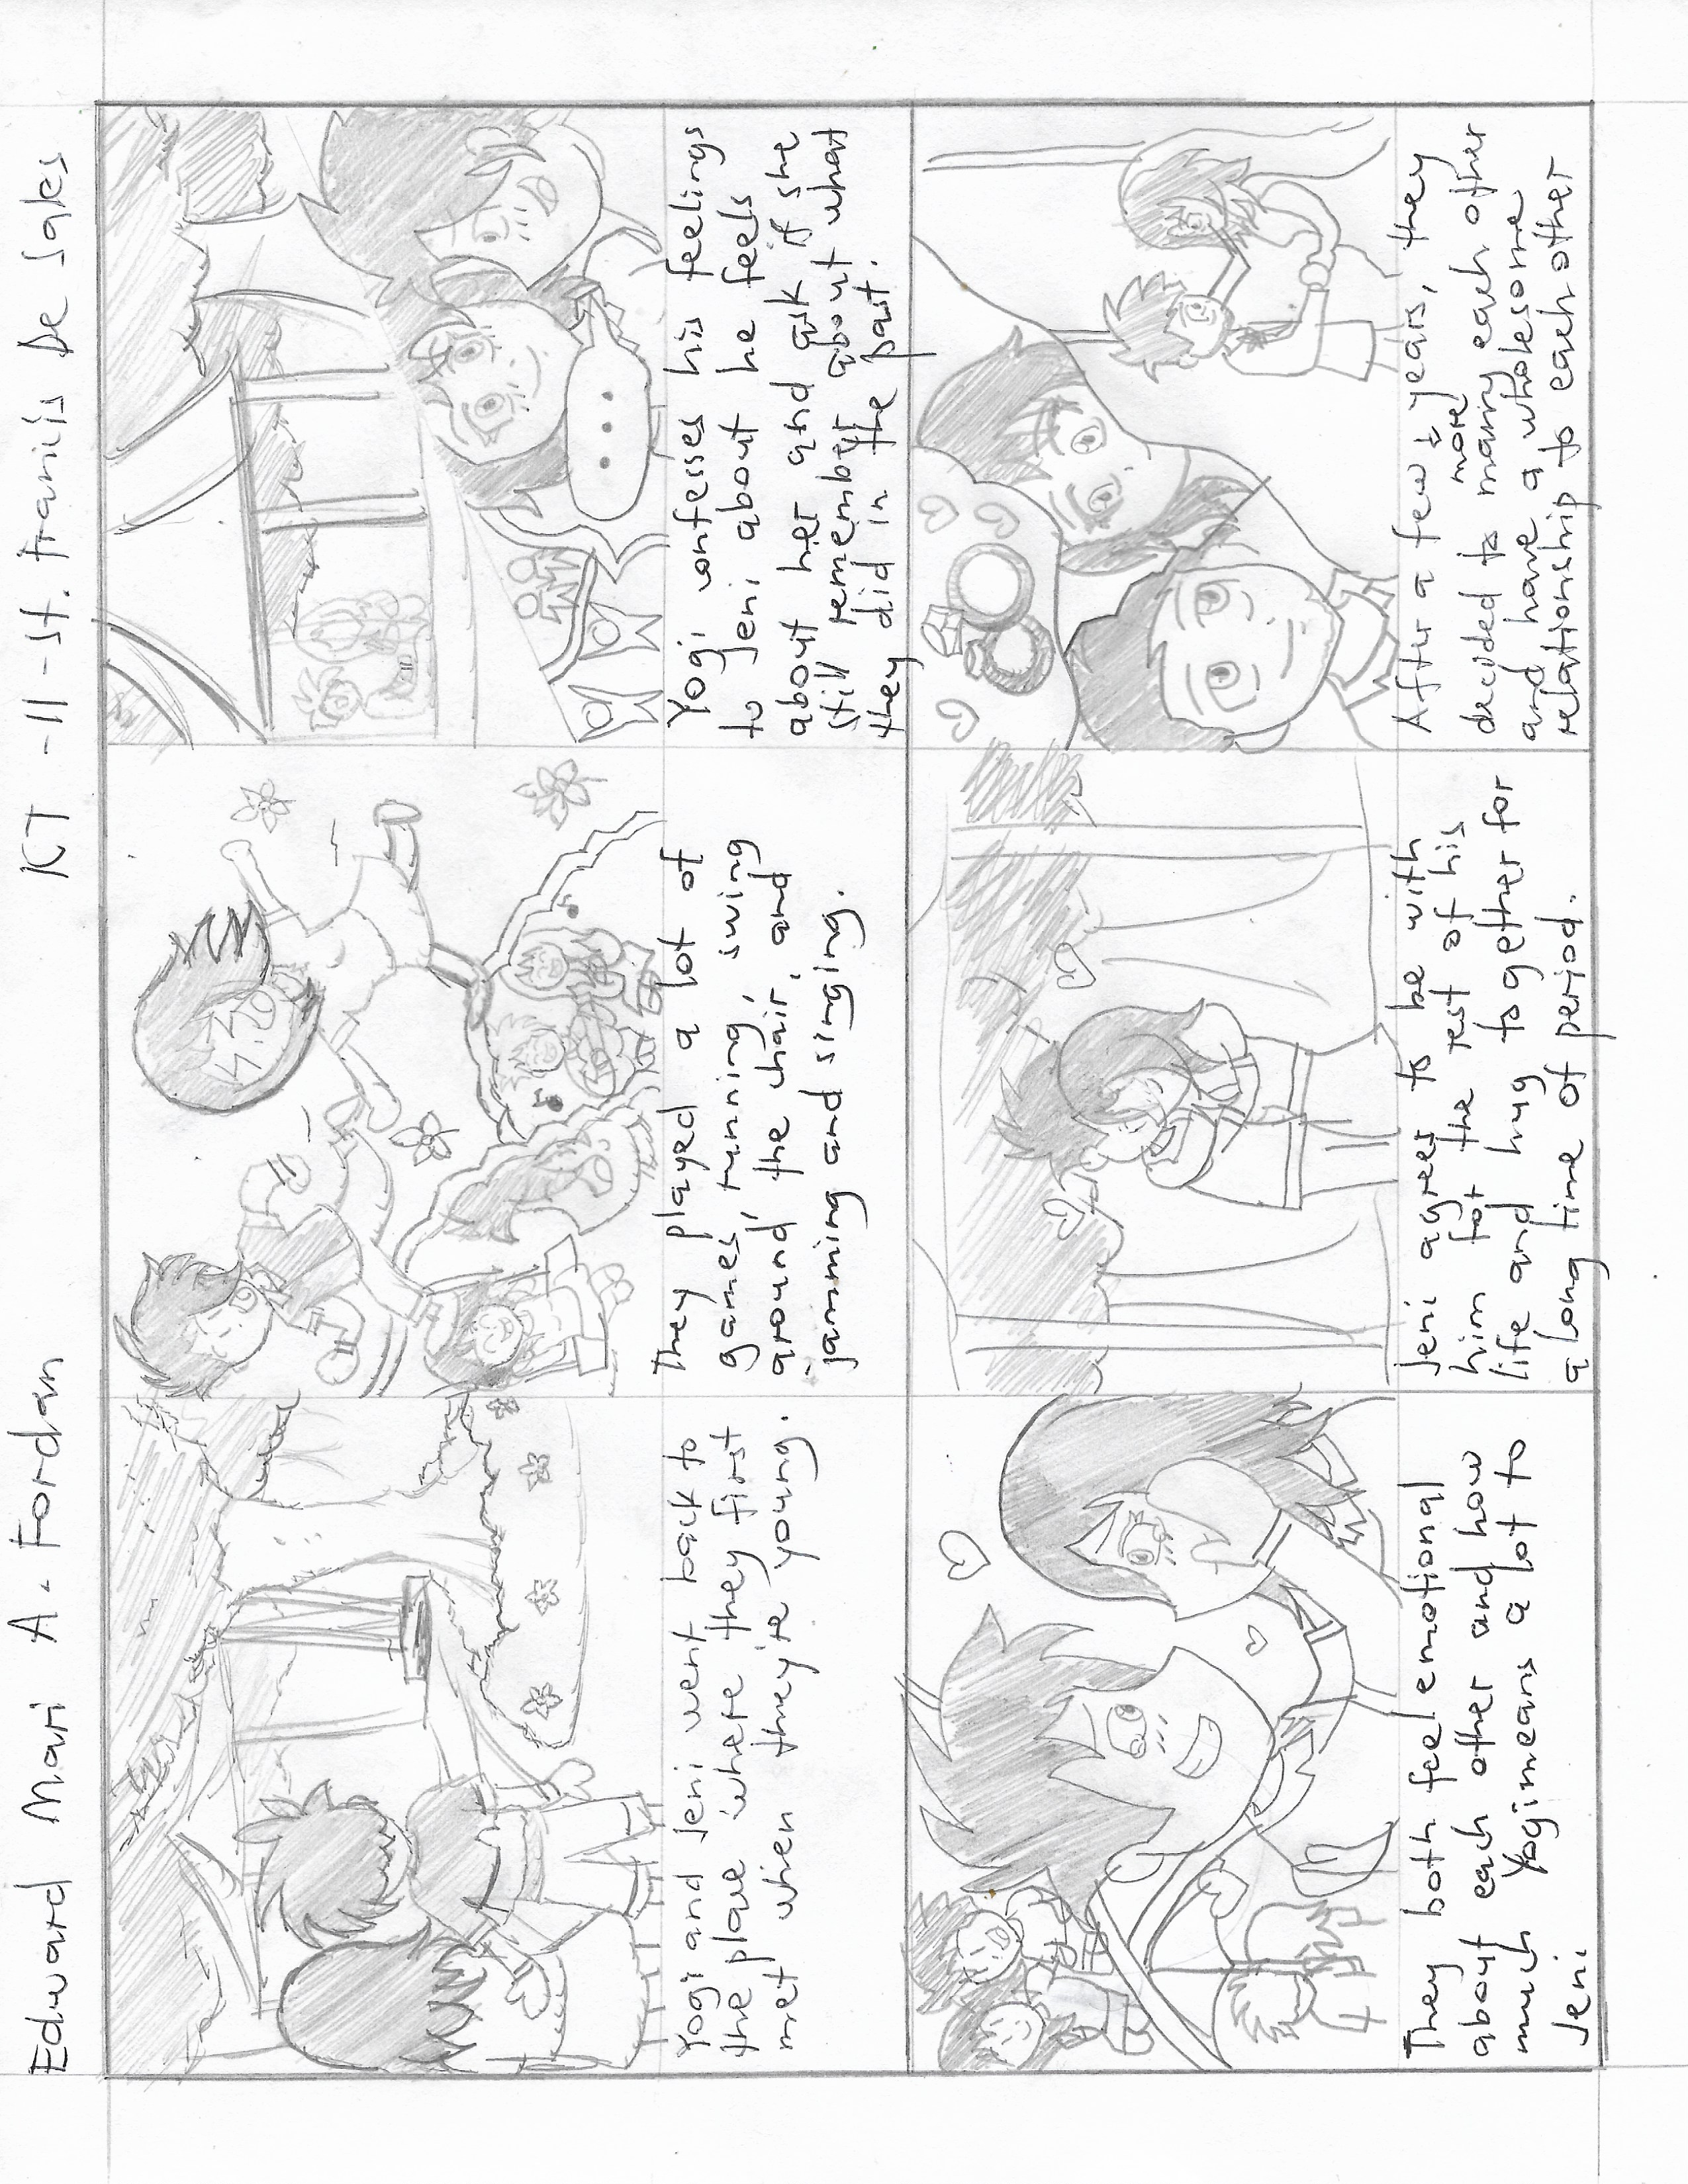 Edward Mari A. Fordan
KT -11-St. Francis De Sales
Yogi and Jeni went back to
the place where they first
met when they're young.
They played a lot of
games, running, swing
around the chair, and
jamming and singing.
Yogi confesses his feelings
to Jeni about he feels
about her and ask if she
still remember about what
they did in the past.
They both feel emotional
about each other and how
much Yogi means a lot to
Jeni
Jeni agrees to be with
him for the rest of his
life and hug together for
a long time of period.
After a few years, they
more
decided to marry each other
and have a wholesome
relationship to each other